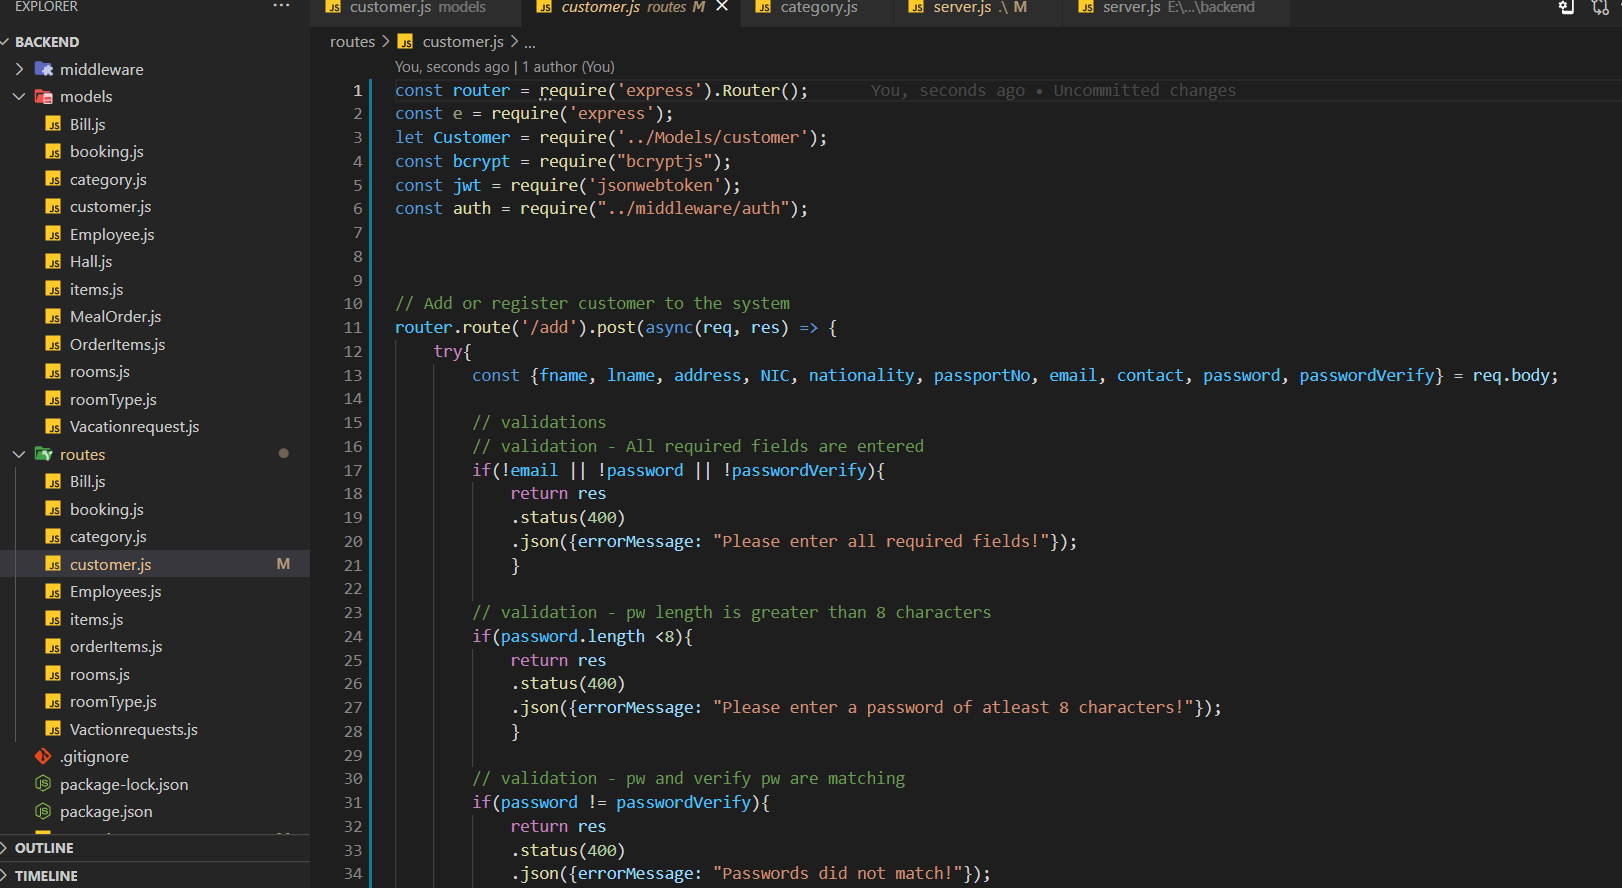 EXPLORER ...
BACKEND
middleware
models
Bill.js
booking.js
category.js
customer.js
Employee.js
Hall.js
items.js
MealOrder.js
OrderItems.js
rooms.js
roomType.js
Vacationrequest.js
routes
Bill.js
booking.js
category.js
customer.js M
Employees.js
items.js
orderItems.js
rooms.js
roomType.js
Vactionrequests.js
.gitignore
package-lock.json
package.json
OUTLINE
TIMELINE
customer.js models customer.js routes M category.js server.js .\ M server.js E:\...\backend
routes > customer.js > ...
You, seconds ago | 1 author (You)
1 const router = require('express').Router(); You, seconds ago • Uncommitted changes
2 const e = require('express');
3 let Customer = require('../Models/customer');
4 const bcrypt = require("bcryptjs");
5 const jwt = require('jsonwebtoken');
6 const auth = require("../middleware/auth");
7
8
9
10 // Add or register customer to the system
11 router.route('/add').post(async(req, res) => {
12 try{
13 const {fname, lname, address, NIC, nationality, passportNo, email, contact, password, passwordVerify} = req.body;
14
15 // validations
16 // validation - All required fields are entered
17 if(!email || !password || !passwordVerify){
18 return res
19 .status(400)
20 .json({errorMessage: "Please enter all required fields!"});
21 }
22
23 // validation - pw length is greater than 8 characters
24 if(password.length <8){
25 return res
26 .status(400)
27 .json({errorMessage: "Please enter a password of atleast 8 characters!"});
28 }
29
30 // validation - pw and verify pw are matching
31 if(password != passwordVerify){
32 return res
33 .status(400)
34 .json({errorMessage: "Passwords did not match!"});